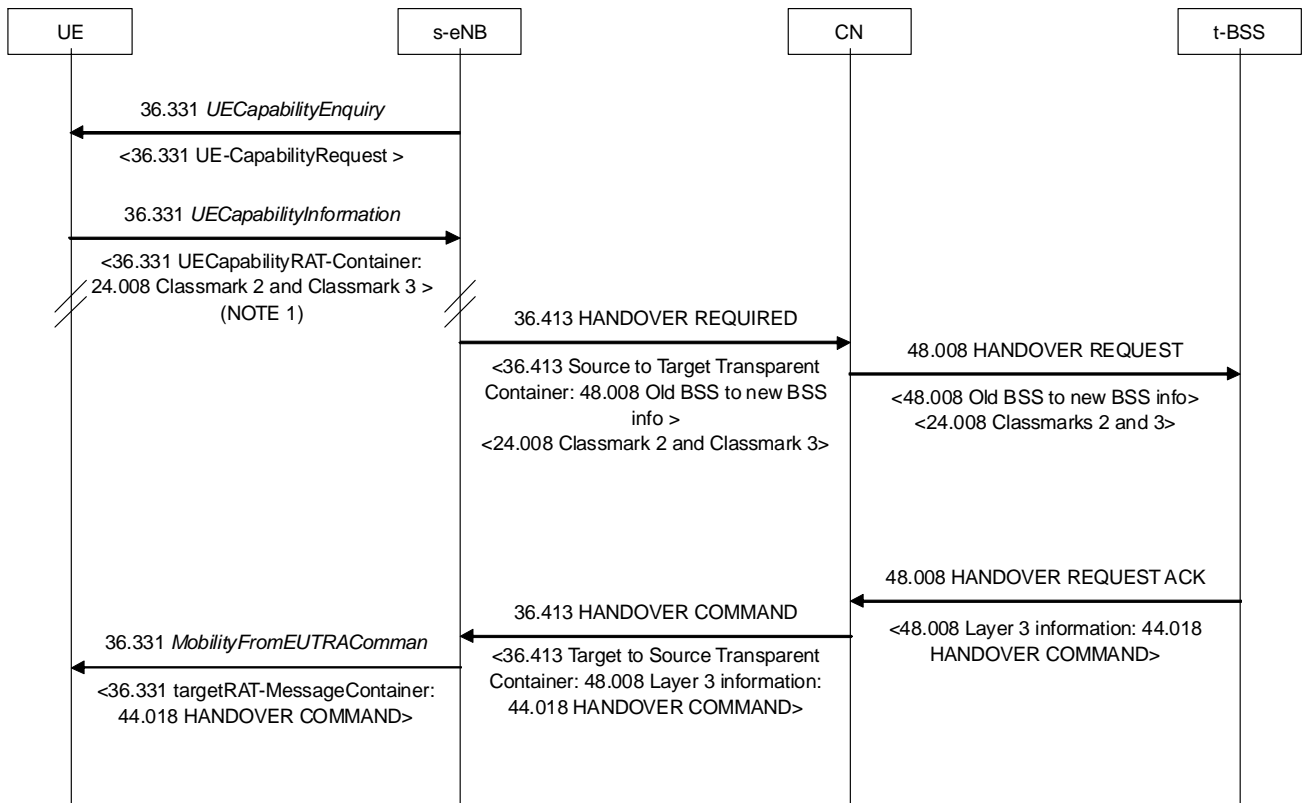 UE
s-eNB
CN
t-BSS
36.331 UECapabilityEnquiry
<36.331 UE-CapabilityRequest >
36.331 UECapabilityInformation
<36.331 UECapabilityRAT-Container:
24.008 Classmark 2 and Classmark 3 >
(NOTE 1)
36.413 HANDOVER REQUIRED
<36.413 Source to Target Transparent
Container: 48.008 Old BSS to new BSS
info >
<24.008 Classmark 2 and Classmark 3>
48.008 HANDOVER REQUEST
<48.008 Old BSS to new BSS info>
<24.008 Classmarks 2 and 3>
48.008 HANDOVER REQUEST ACK
<48.008 Layer 3 information: 44.018
HANDOVER COMMAND>
36.413 HANDOVER COMMAND
<36.413 Target to Source Transparent
Container: 48.008 Layer 3 information:
44.018 HANDOVER COMMAND>
36.331 MobilityFromEUTRAComman
<36.331 targetRAT-MessageContainer:
44.018 HANDOVER COMMAND>